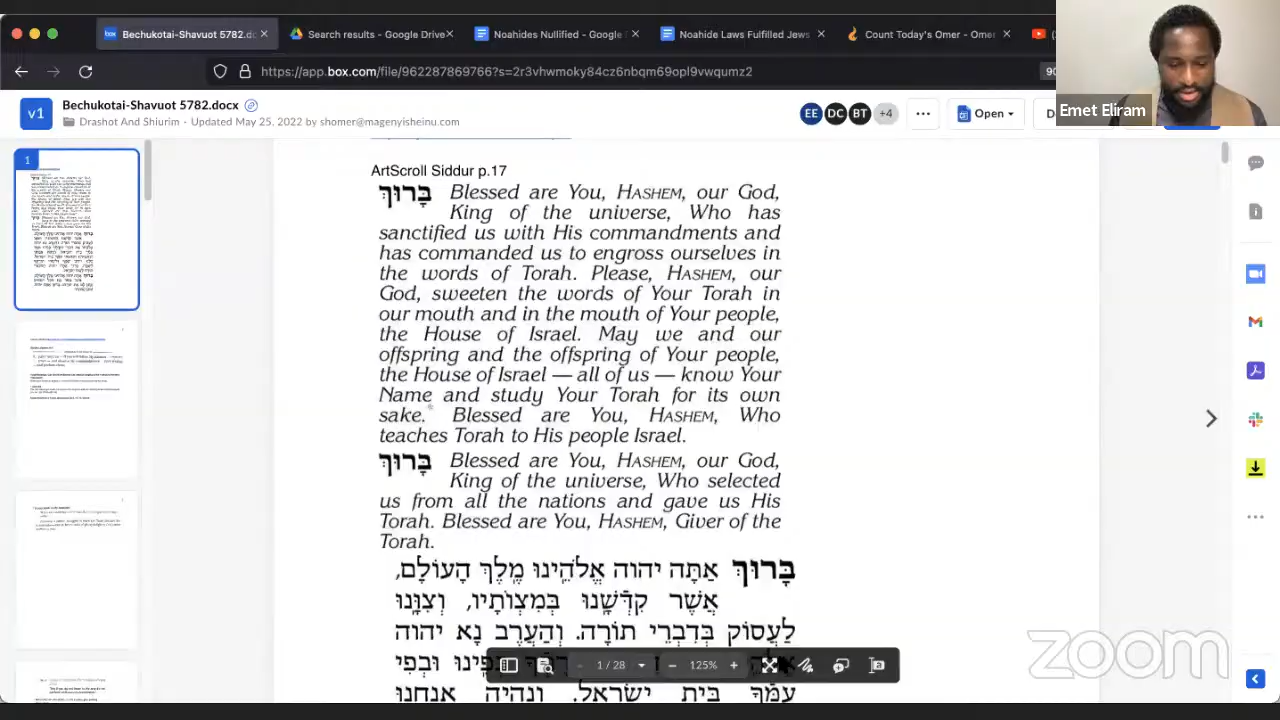 Bechukotai-Shavuot 5782.dc
Search results - Google Drive
Noahides Nullified - Google
Noahide Laws Fulfilled Jews
Count Today's Omer - Omer
https://app.box.com/file/962287869766?s=2r3vhwmoky84cz6nbqm69opl9vwqumz2
90
Emet Eliram
v1
Bechukotai-Shavuot 5782.docx
Drashot And Shiurim • Updated May 25, 2022 by shomer@magenyisheinu.com
EE DC BT +4
Open
D
1
ArtScroll Siddur p.17
בָּרוּךְ Blessed are You, HASHEM, our God,
King of the universe, Who has
sanctified us with His commandments and
has commanded us to engross ourselves in
the words of Torah. Please, HASHEM, our
God, sweeten the words of Your Torah in
our mouth and in the mouth of Your people,
the House of Israel. May we and our
offspring and the offspring of Your people,
the House of Israel — all of us — know Your
Name and study Your Torah for its own
sake. Blessed are You, HASHEM, Who
teaches Torah to His people Israel.
בָּרוּךְ Blessed are You, HASHEM, our God,
King of the universe, Who selected
us from all the nations and gave us His
Torah. Blessed are You, HASHEM, Giver of the
Torah.
בָּרוּךְ אַתָּה יהוה אֱלֹהֵֽינוּ מֶֽלֶךְ הָעוֹלָם,
אֲשֶׁר קִדְּשָֽׁנוּ בְּמִצְוֹתָיו, וְצִוָּֽנוּ
לַעֲסוֹק בְּדִבְרֵי תוֹרָה. וְהַעֲרֶב נָא יהוה
וּבְפִי
עַמְּךָ בֵּית יִשְׂרָאֵל. וְנִהְיֶה אֲנַֽחְנוּ
1 / 28
125%
zoom